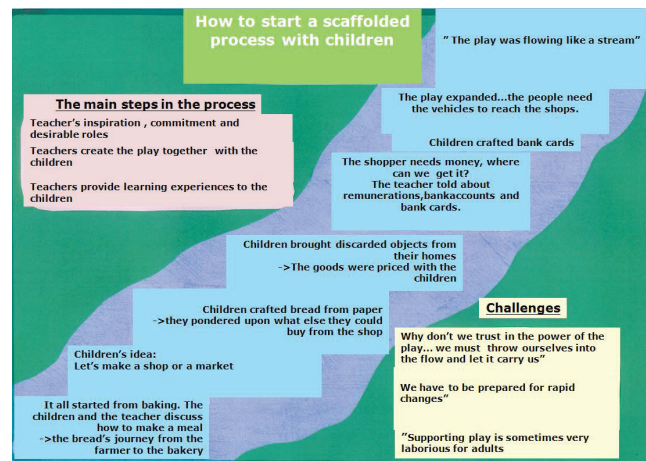 How to start a scaffolded
process with children
” The play was flowing like a stream”
The main steps in the process
Teacher’s inspiration , commitment and
desirable roles
Teachers create the play together  with the
children
Teachers provide learning experiences to the
children
The play expanded...the people need
the vehicles to reach the shops.
Children crafted bank cards
The shopper needs money, where
can we  get it?
The teacher told about
remunerations,bankaccounts and
bank cards.
Children brought discarded objects from
their homes
->The goods were priced with the
children
Children crafted bread from paper
->they pondered upon what else they could
buy from the shop
Children’s idea:
Let’s make a shop or a market
It all started from baking. The
children and the teacher discuss
how to make a meal
->the bread’s journey from the
farmer to the bakery
Challenges
Why don’t we trust in the power of the
play... we must  throw ourselves into
the flow and let it carry us”
We have to be prepared for rapid
changes”
”Supporting play is sometimes very
laborious for adults